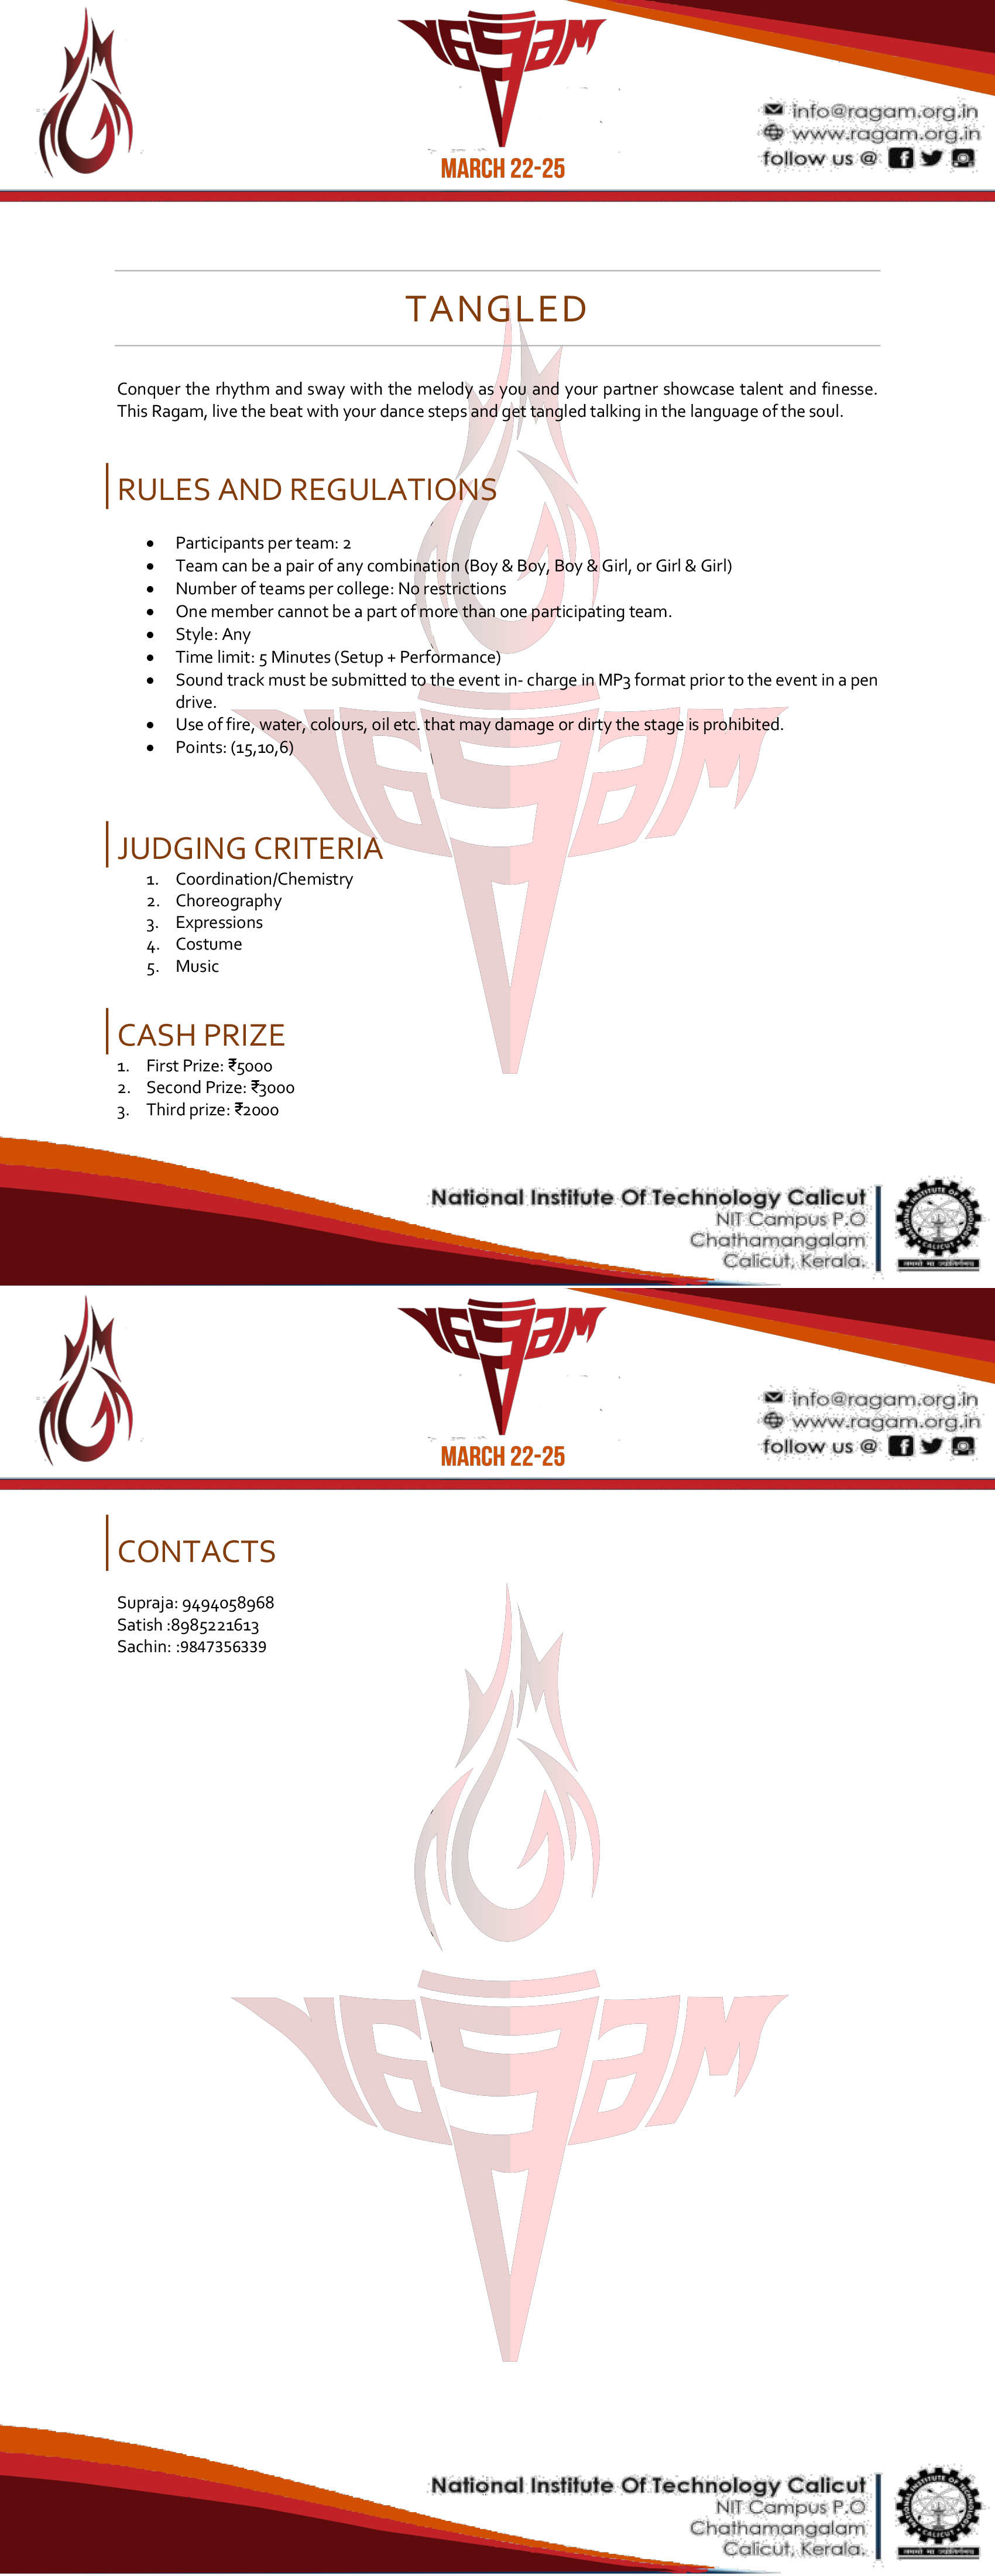 Ragam
MARCH 22-25
info@ragam.org.in
www.ragam.org.in
follow us @
TANGLED
Conquer the rhythm and sway with the melody as you and your partner showcase talent and finesse.
This Ragam, live the beat with your dance steps and get tangled talking in the language of the soul.
RULES AND REGULATIONS
• Participants per team: 2
• Team can be a pair of any combination (Boy & Boy, Boy & Girl, or Girl & Girl)
• Number of teams per college: No restrictions
• One member cannot be a part of more than one participating team.
• Style: Any
• Time limit: 5 Minutes (Setup + Performance)
• Sound track must be submitted to the event in- charge in MP3 format prior to the event in a pen
drive.
• Use of fire, water, colours, oil etc. that may damage or dirty the stage is prohibited.
• Points: (15,10,6)
JUDGING CRITERIA
1. Coordination/Chemistry
2. Choreography
3. Expressions
4. Costume
5. Music
CASH PRIZE
1. First Prize: ₹5000
2. Second Prize: ₹3000
3. Third prize: ₹2000
National Institute Of Technology Calicut
NIT Campus P.O
Chathamangalam
Calicut, Kerala.
Ragam
MARCH 22-25
info@ragam.org.in
www.ragam.org.in
follow us @
CONTACTS
Supraja: 9494058968
Satish :8985221613
Sachin: :9847356339
National Institute Of Technology Calicut
NIT Campus P.O
Chathamangalam
Calicut, Kerala.